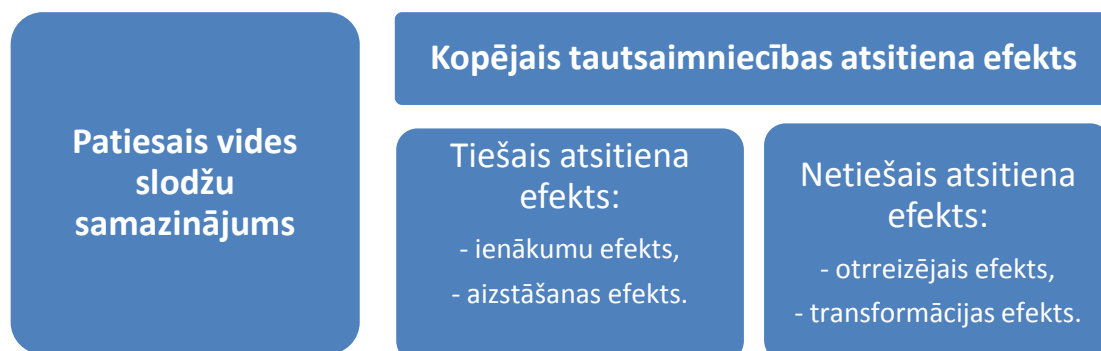 Patiesais vides
slodžu
samazinājums
Kopējais tautsaimniecības atsitiena efekts
Tiešais atsitiena
efekts:
- ienākumu efekts,
- aizstāšanas efekts.
Netiešais atsitiena
efekts:
- otrreizējais efekts,
- transformācijas efekts.